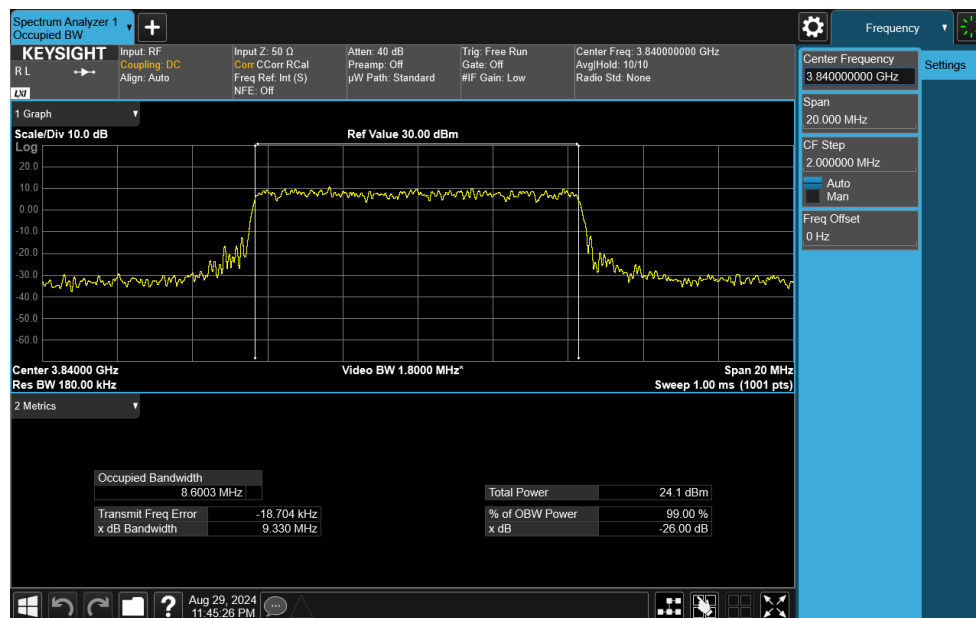 Spectrum Analyzer 1
Occupied BW
Frequency
KEYSIGHT
R L
LXI
Input: RF
Coupling: DC
Align: Auto
Input Z: 50 Ω
Corr CCorr RCal
Freq Ref: Int (S)
NFE: Off
Atten: 40 dB
Preamp: Off
µW Path: Standard
Trig: Free Run
Gate: Off
#IF Gain: Low
Center Freq: 3.840000000 GHz
Avg|Hold: 10/10
Radio Std: None
Center Frequency
3.840000000 GHz
Settings
Span
20.000 MHz
CF Step
2.000000 MHz
Auto
Man
Freq Offset
0 Hz
1 Graph
Scale/Div 10.0 dB
Ref Value 30.00 dBm
Log
20.0
10.0
0.00
-10.0
-20.0
-30.0
-40.0
-50.0
-60.0
Center 3.84000 GHz
Video BW 1.8000 MHz*
Span 20 MHz
Res BW 180.00 kHz
Sweep 1.00 ms (1001 pts)
2 Metrics
Occupied Bandwidth
8.6003 MHz
Total Power 24.1 dBm
Transmit Freq Error -18.704 kHz
% of OBW Power 99.00 %
x dB Bandwidth 9.330 MHz
x dB -26.00 dB
?
Aug 29, 2024
11:45:26 PM